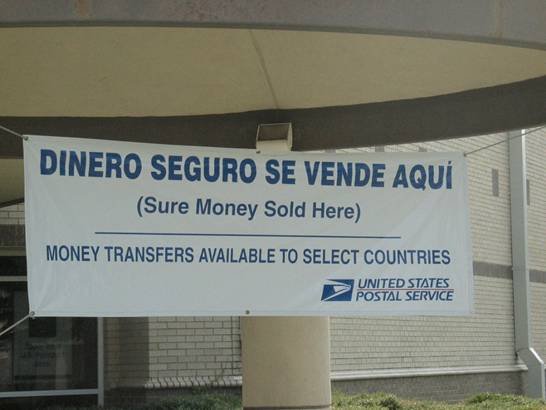 DINERO SEGURO SE VENDE AQUÍ
(Sure Money Sold Here)
MONEY TRANSFERS AVAILABLE TO SELECT COUNTRIES
UNITED STATES
POSTAL SERVICE